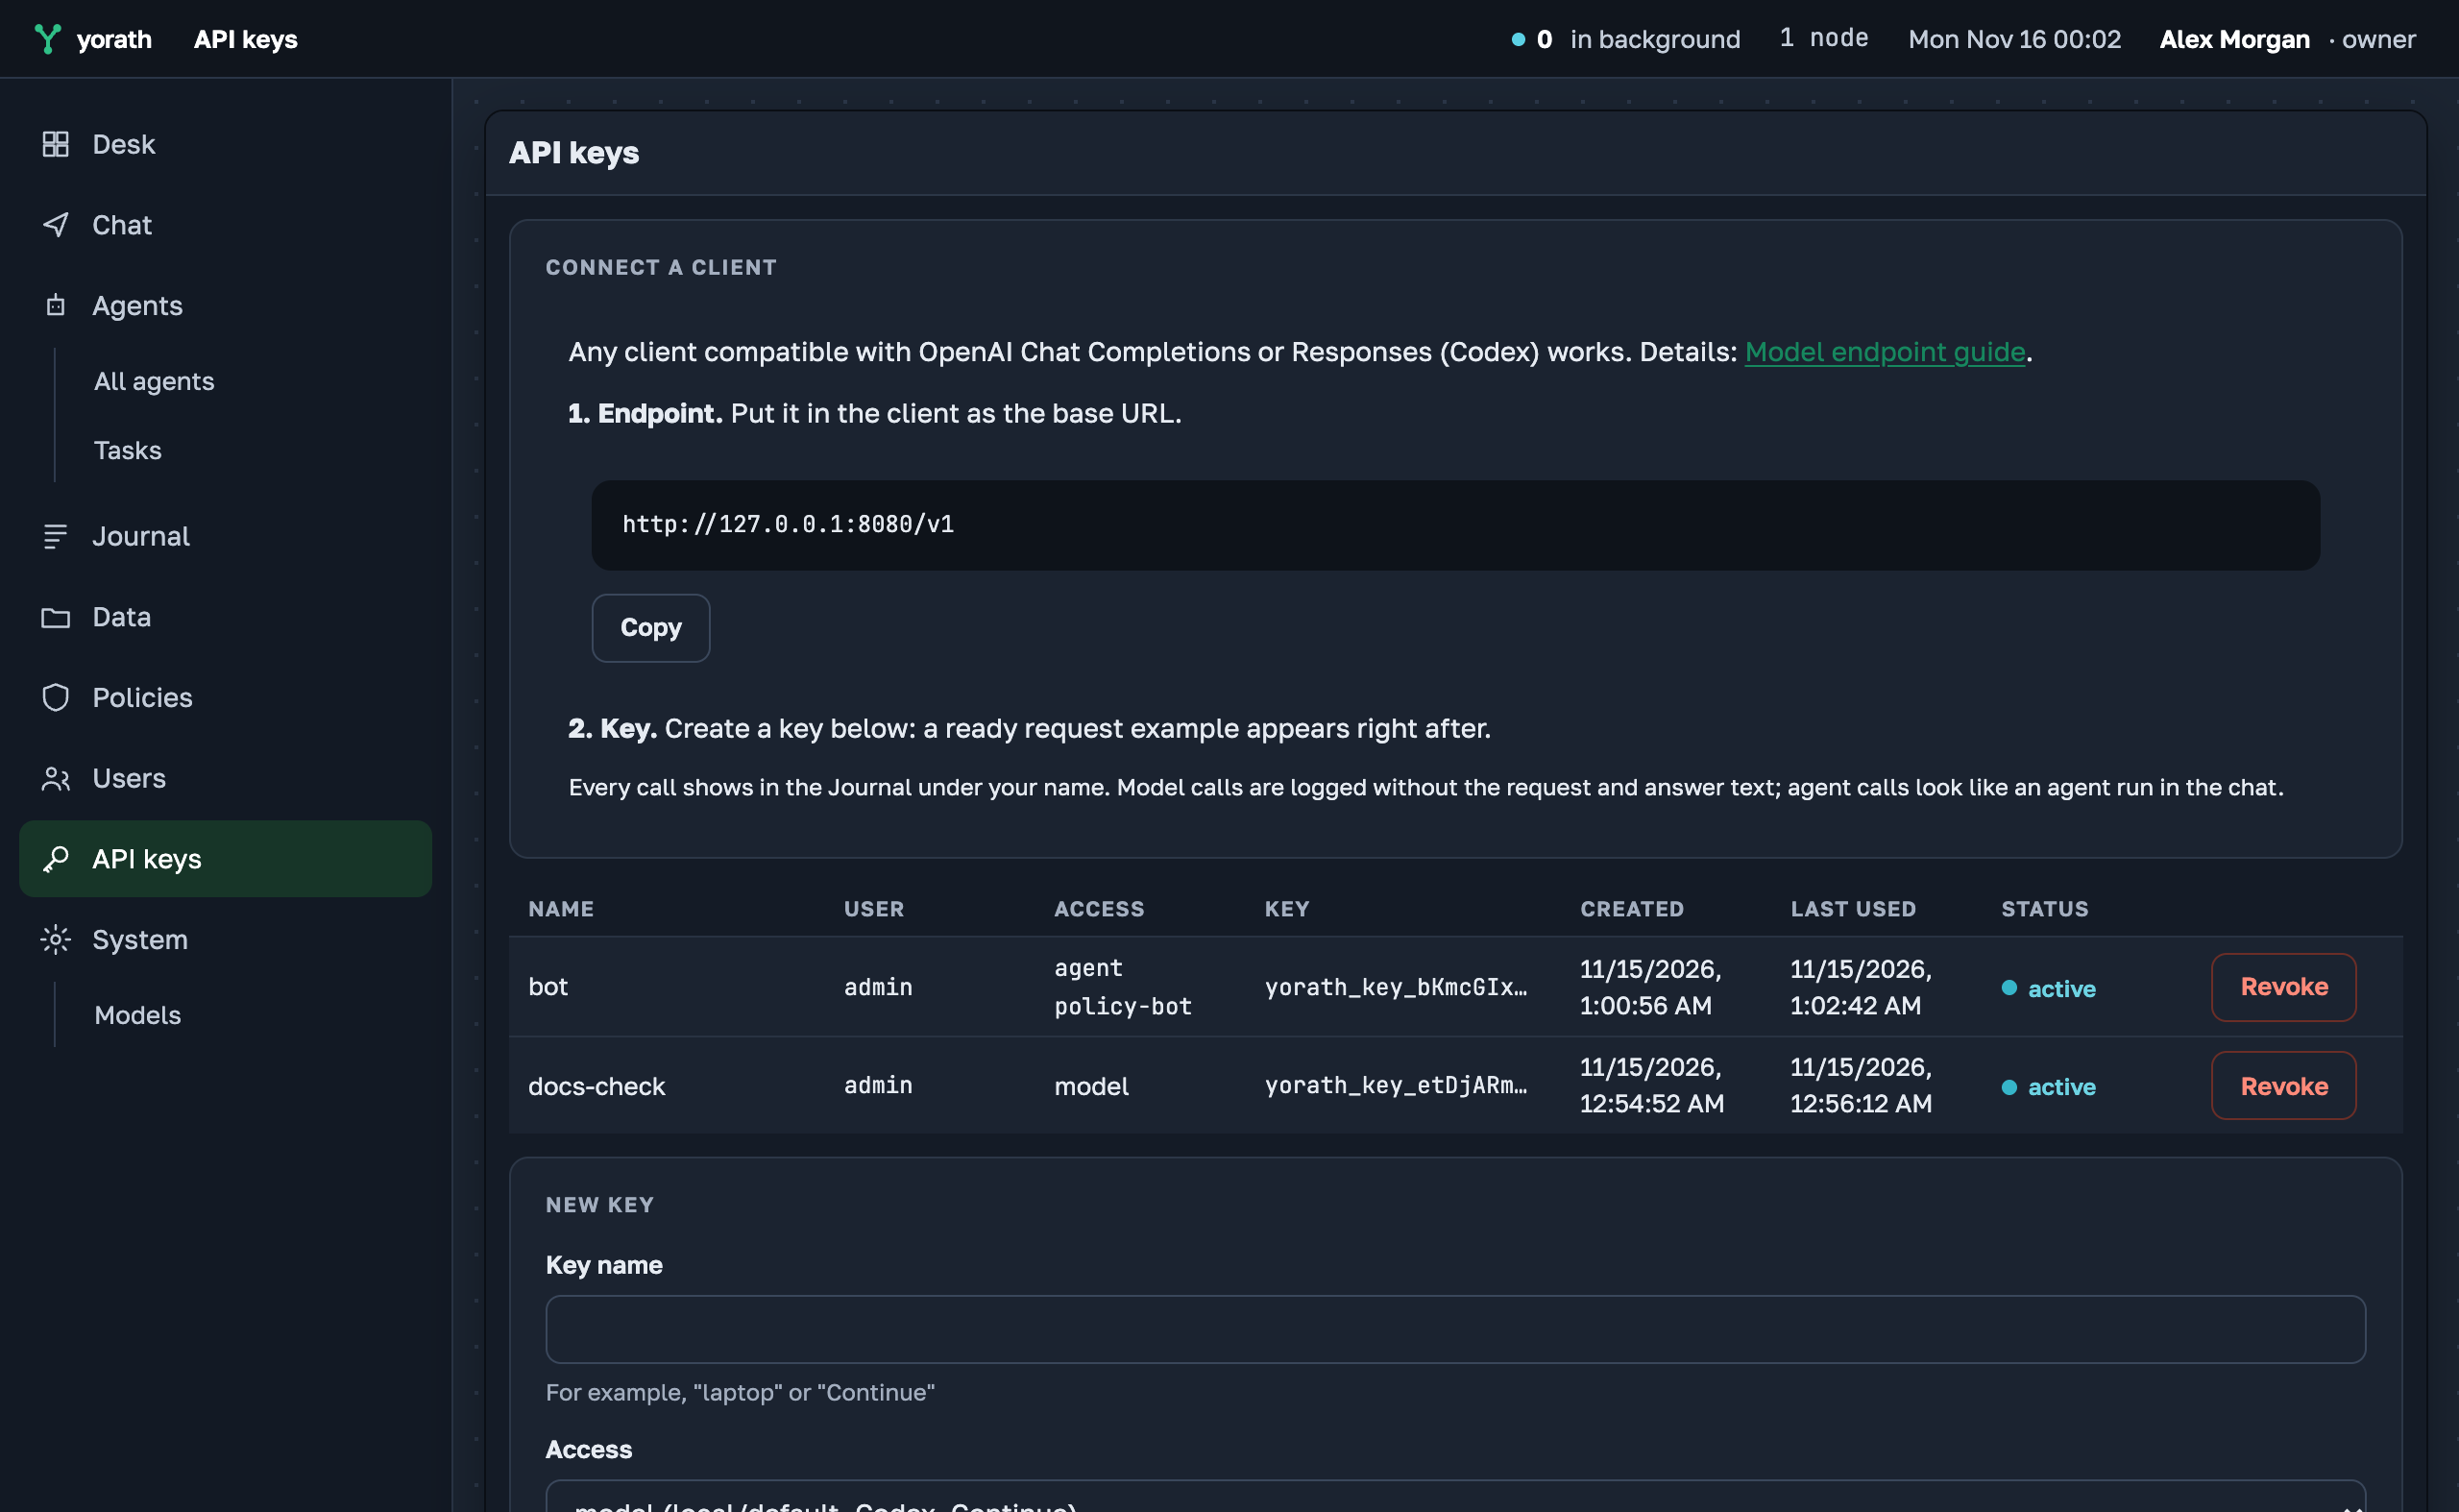 yorath
API keys
0 in background
1 node
Mon Nov 16 00:02
Alex Morgan · owner
Desk
Chat
Agents
All agents
Tasks
Journal
Data
Policies
Users
API keys
System
Models
API keys
CONNECT A CLIENT
Any client compatible with OpenAI Chat Completions or Responses (Codex) works. Details: Model endpoint guide.
1. Endpoint. Put it in the client as the base URL.
http://127.0.0.1:8080/v1
Copy
2. Key. Create a key below: a ready request example appears right after.
Every call shows in the Journal under your name. Model calls are logged without the request and answer text; agent calls look like an agent run in the chat.
NAME USER ACCESS KEY CREATED LAST USED STATUS
bot admin agent policy-bot yorath_key_bKmcGIx… 11/15/2026, 1:00:56 AM 11/15/2026, 1:02:42 AM active Revoke
docs-check admin model yorath_key_etDjARm… 11/15/2026, 12:54:52 AM 11/15/2026, 12:56:12 AM active Revoke
NEW KEY
Key name
For example, "laptop" or "Continue"
Access
model (local/default, Codex, Continue)